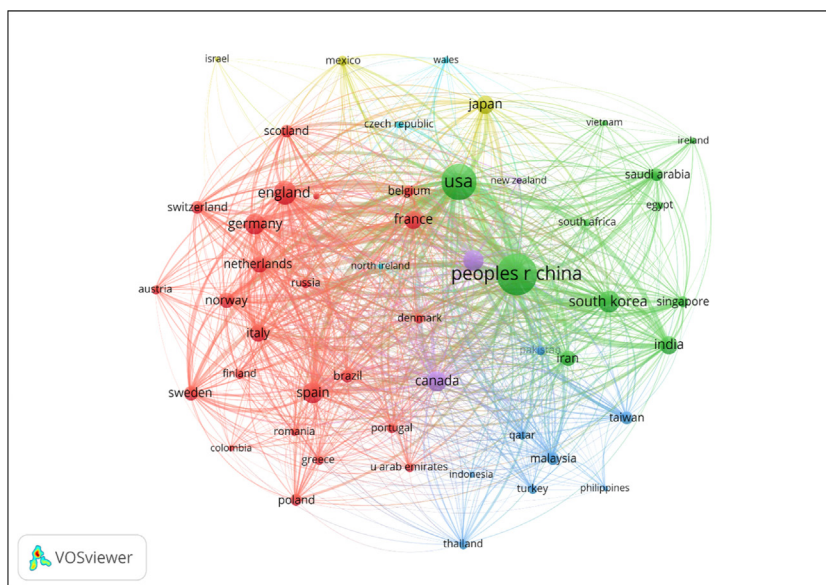 israel
mexico
wales
japan
czech republic
vietnam
scotland
ireland
usa
new zealand
saudi arabia
england
belgium
switzerland
egypt
france
south africa
germany
netherlands
north ireland
peoples r china
russia
austria
norway
south korea
singapore
denmark
italy
india
pakistan
iran
finland
brazil
canada
sweden
spain
taiwan
romania
portugal
qatar
colombia
greece
u arab emirates
malaysia
indonesia
poland
turkey
philippines
thailand
VOSviewer